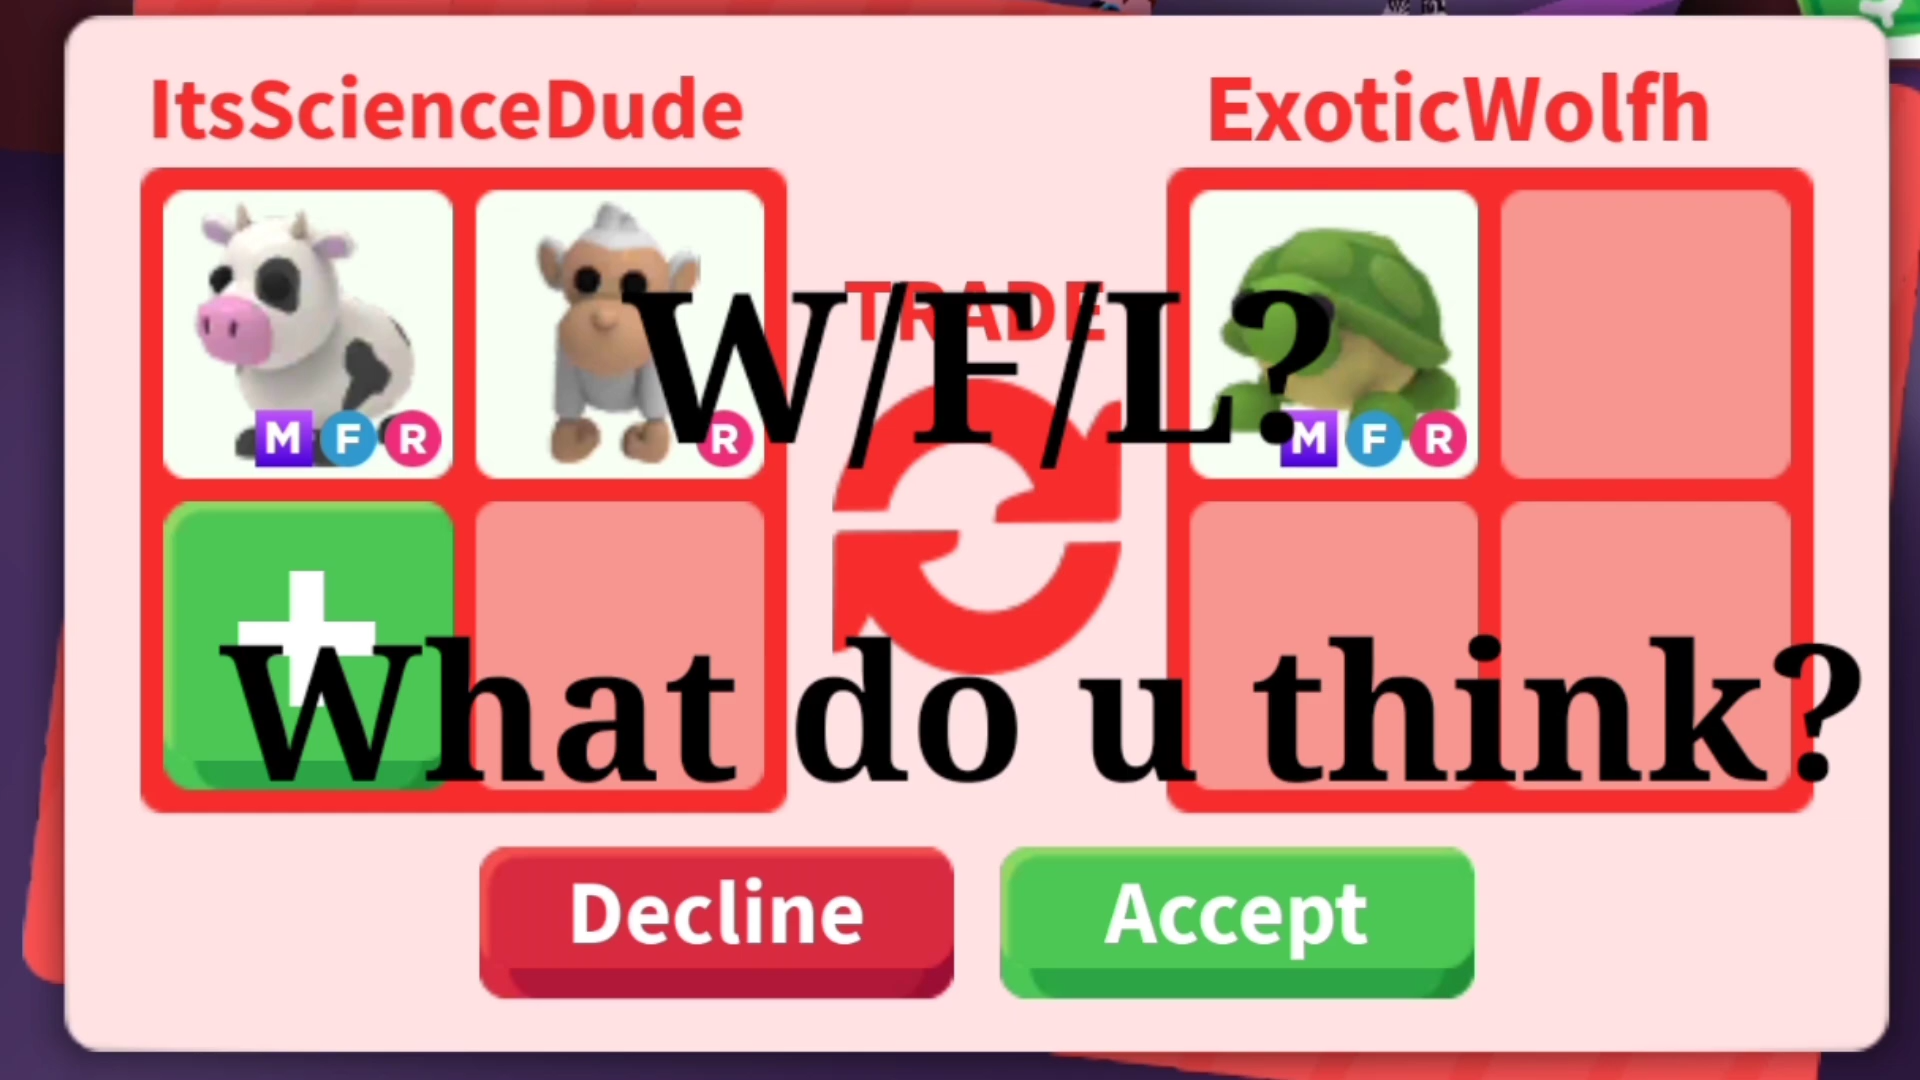 ItsScienceDude
ExoticWolfh
TRADE
W/F/L?
M F R
R
M F R
What do u think?
Decline
Accept